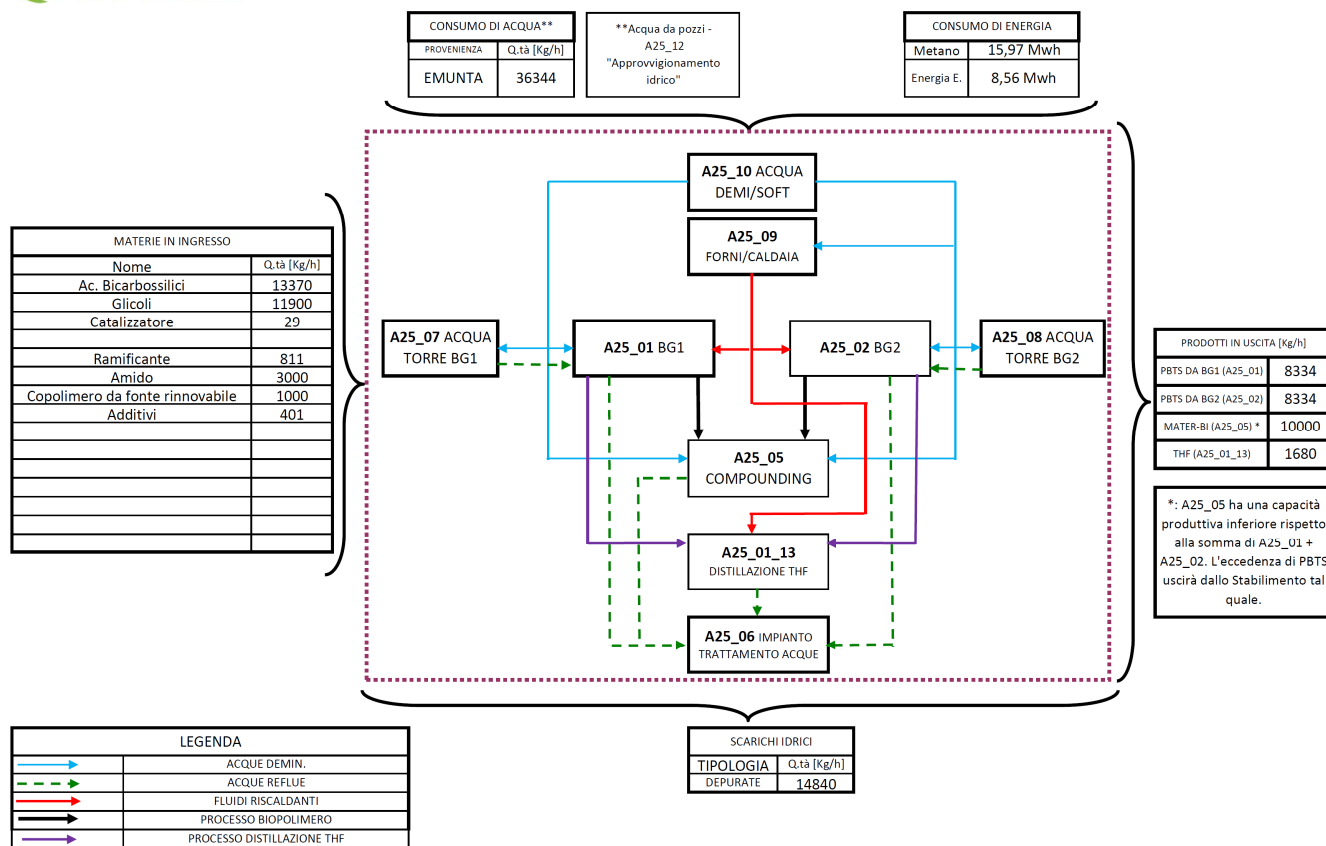 CONSUMO DI ACQUA**
PROVENIENZA Q.tà [Kg/h]
EMUNTA 36344
**Acqua da pozzi -
A25_12
"Approvvigionamento
idrico"
CONSUMO DI ENERGIA
Metano 15,97 Mwh
Energia E. 8,56 Mwh
MATERIE IN INGRESSO
Nome Q.tà [Kg/h]
Ac. Bicarbossilici 13370
Glicoli 11900
Catalizzatore 29
Ramificante 811
Amido 3000
Copolimero da fonte rinnovabile 1000
Additivi 401
A25_10 ACQUA
DEMI/SOFT
A25_09
FORNI/CALDAIA
A25_07 ACQUA
TORRE BG1
A25_01 BG1
A25_02 BG2
A25_08 ACQUA
TORRE BG2
A25_05
COMPOUNDING
A25_01_13
DISTILLAZIONE THF
A25_06 IMPIANTO
TRATTAMENTO ACQUE
PRODOTTI IN USCITA [Kg/h]
PBTS DA BG1 (A25_01) 8334
PBTS DA BG2 (A25_02) 8334
MATER-BI (A25_05) * 10000
THF (A25_01_13) 1680
*: A25_05 ha una capacità
produttiva inferiore rispetto
alla somma di A25_01 +
A25_02. L'eccedenza di PBTS
uscirà dallo Stabilimento tal
quale.
SCARICHI IDRICI
TIPOLOGIA Q.tà [Kg/h]
DEPURATE 14840
LEGENDA
ACQUE DEMIN.
ACQUE REFLUE
FLUIDI RISCALDANTI
PROCESSO BIOPOLIMERO
PROCESSO DISTILLAZIONE THF